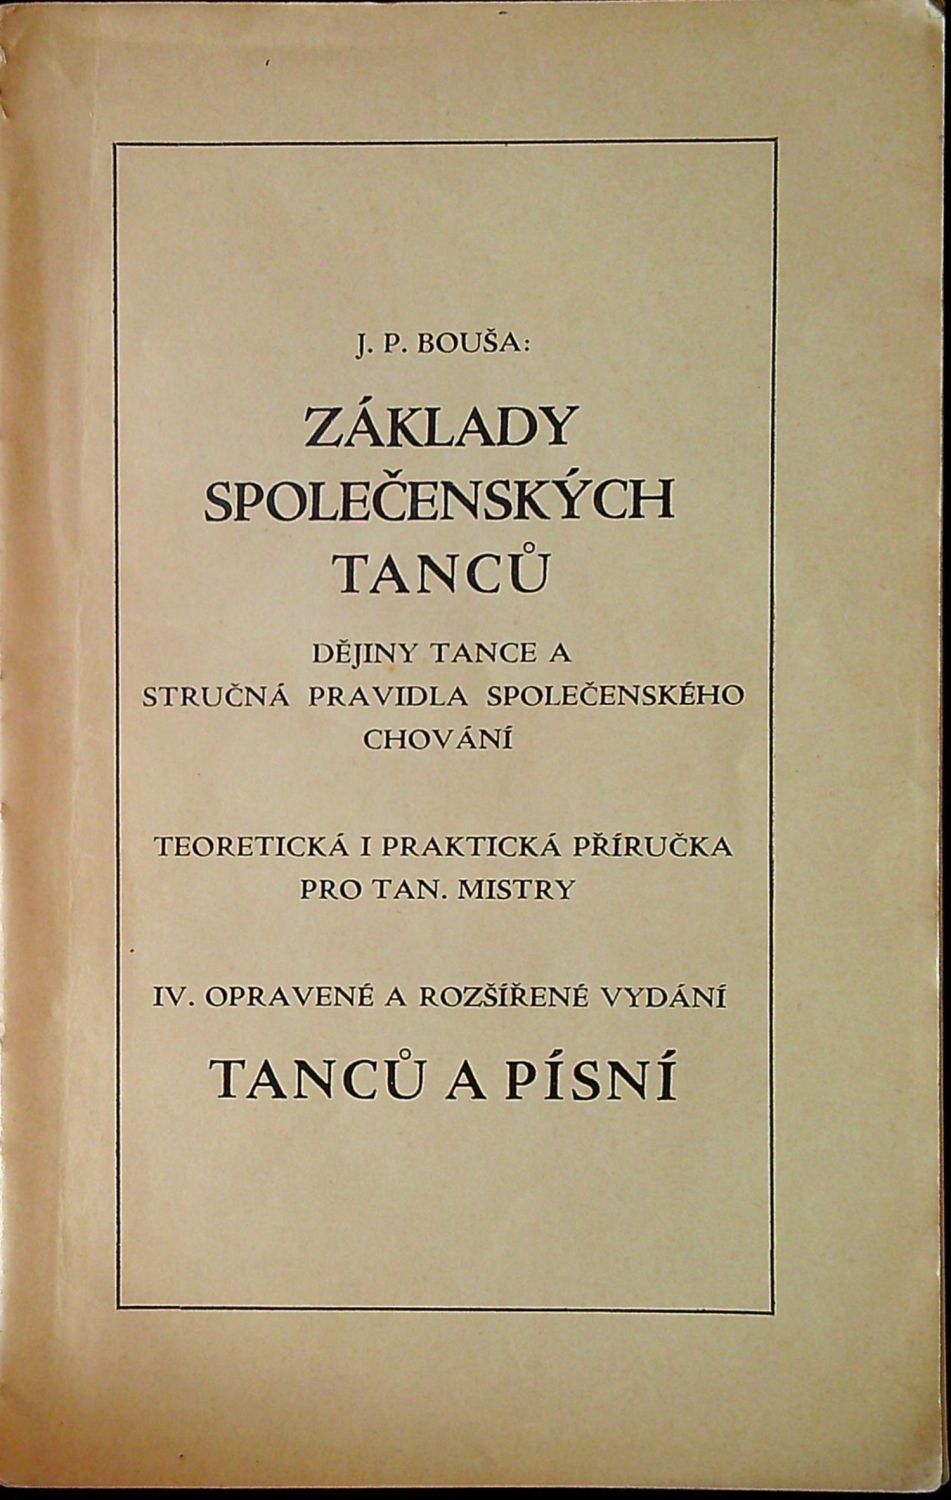 J. P. BOUŠA:
ZÁKLADY
SPOLEČENSKÝCH
TANCŮ
DĚJINY TANCE A
STRUČNÁ PRAVIDLA SPOLEČENSKÉHO
CHOVÁNÍ
TEORETICKÁ I PRAKTICKÁ PŘÍRUČKA
PRO TAN. MISTRY
IV. OPRAVENÉ A ROZŠÍŘENÉ VYDÁNÍ
TANCŮ A PÍSNÍ